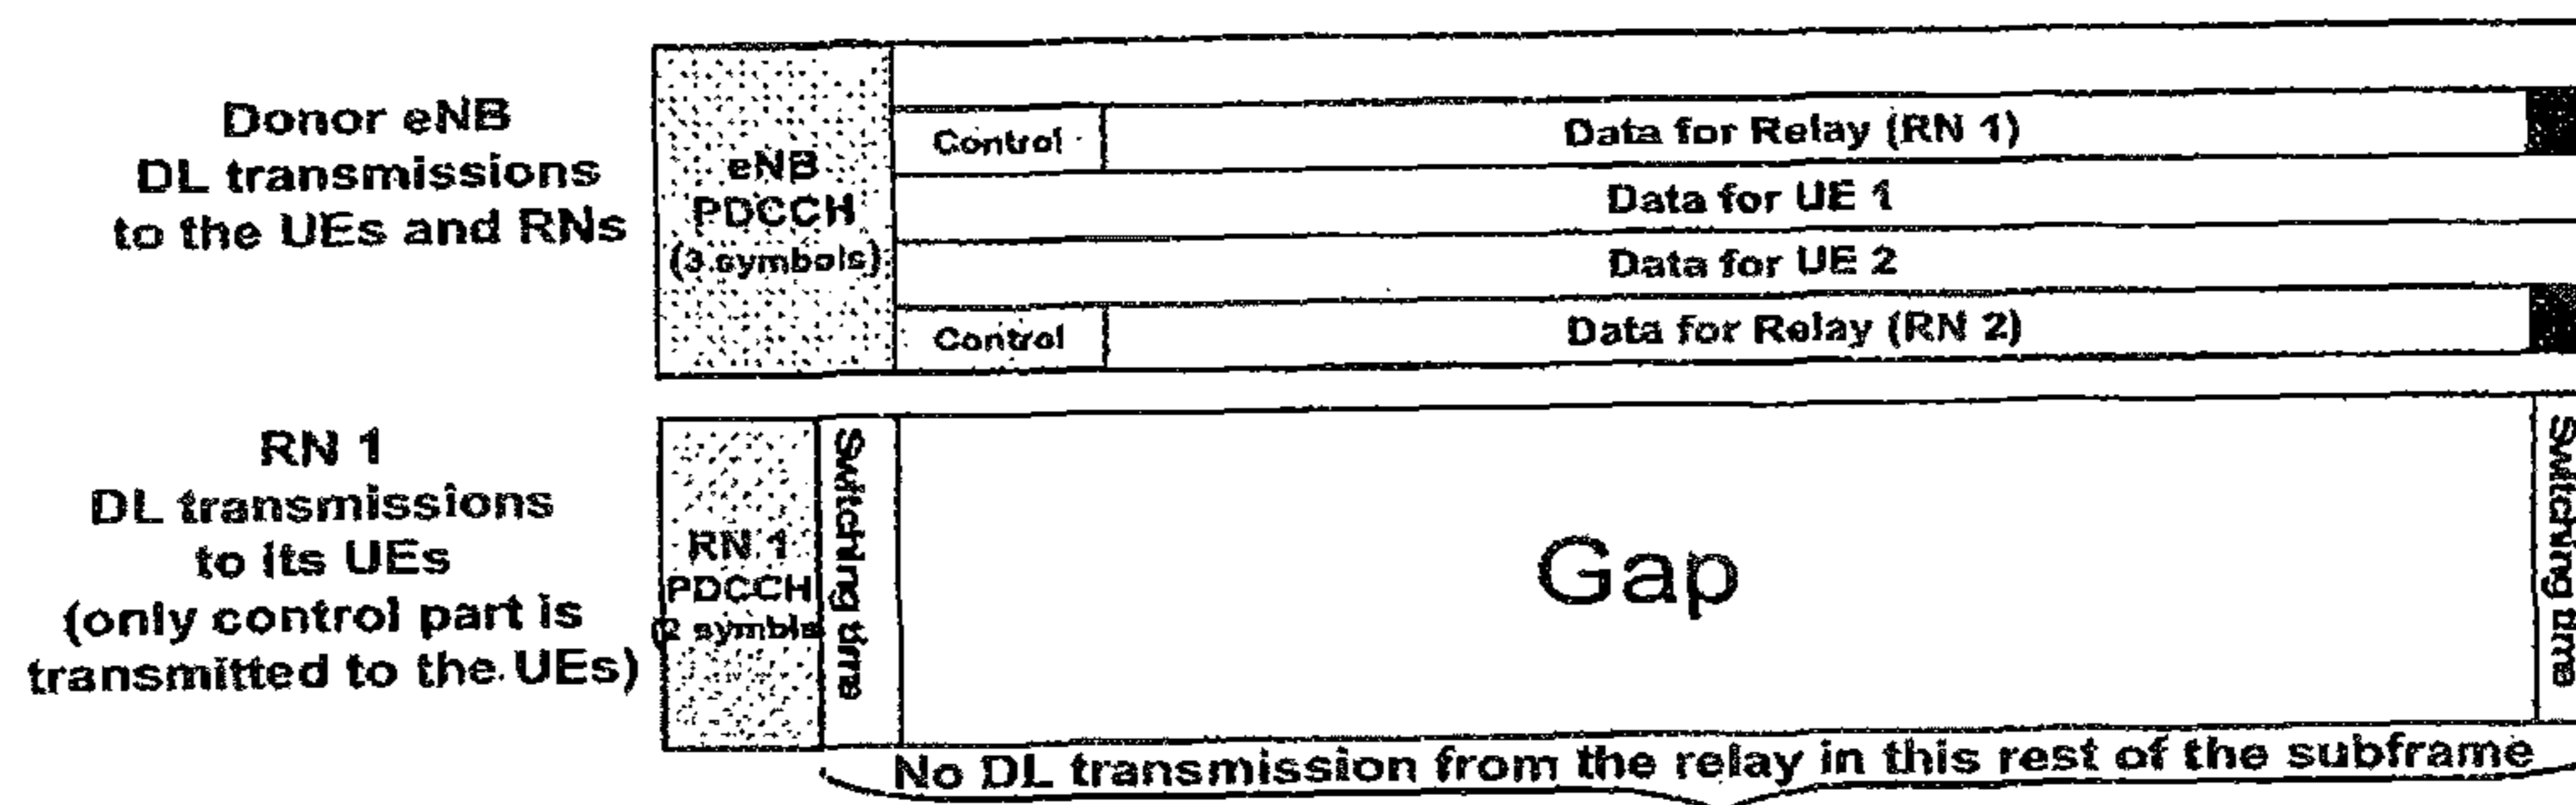 Donor eNB
DL transmissions
to the UEs and RNs
eNB
PDCCH
(3 symbols)
Control
Data for Relay (RN 1)
Data for UE 1
Data for UE 2
Control
Data for Relay (RN 2)
RN 1
DL transmissions
to its UEs
(only control part is
transmitted to the UEs)
RN 1
PDCCH
(2 symbls
Switching time
Gap
Switching time
No DL transmission from the relay in this rest of the subframe